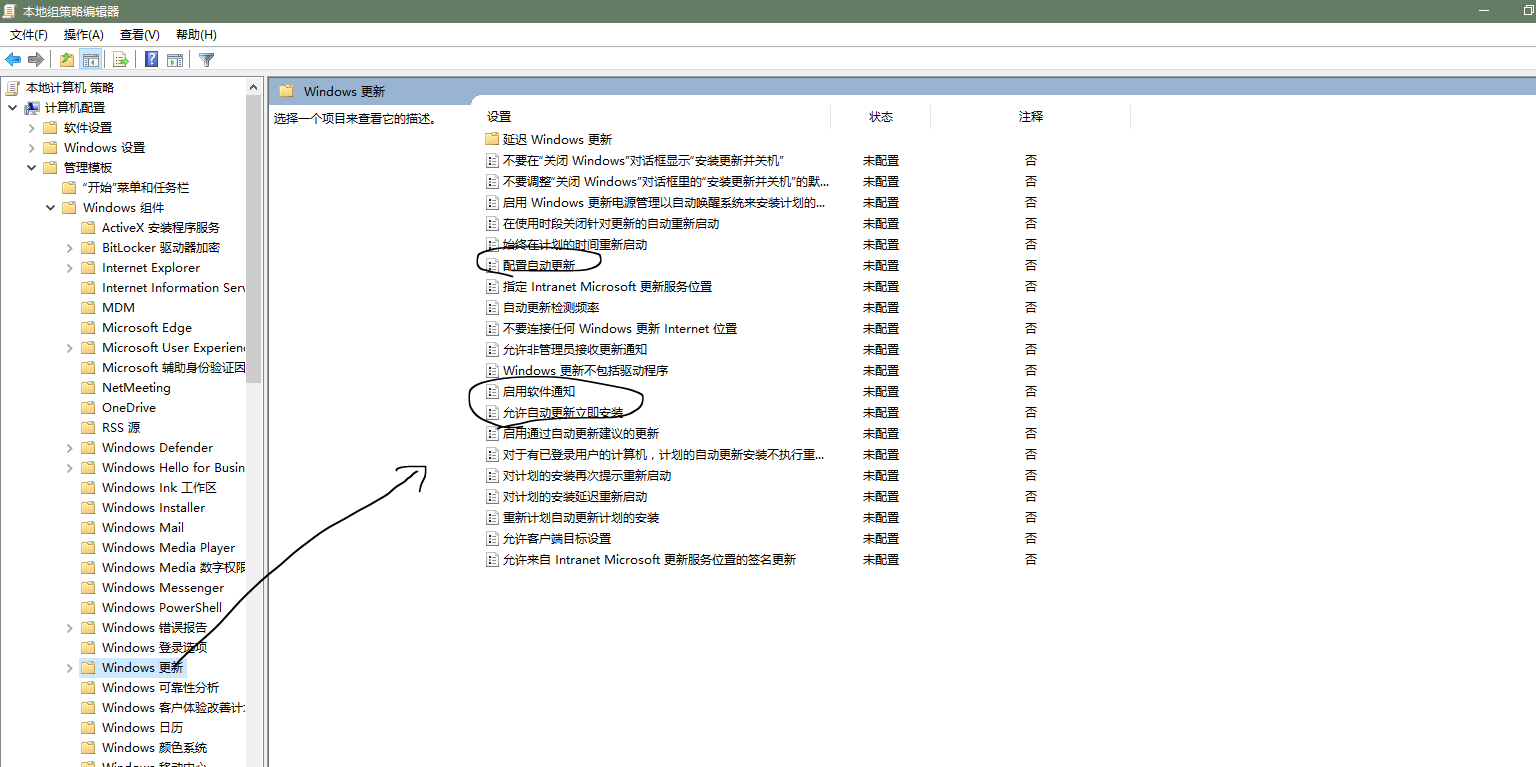 本地组策略编辑器
文件(F) 操作(A) 查看(V) 帮助(H)
本地计算机 策略
计算机配置
软件设置
Windows 设置
管理模板
"开始"菜单和任务栏
Windows 组件
ActiveX 安装程序服务
BitLocker 驱动器加密
Internet Explorer
Internet Information Serv
MDM
Microsoft Edge
Microsoft User Experien
Microsoft 辅助身份验证因
NetMeeting
OneDrive
RSS 源
Windows Defender
Windows Hello for Busin
Windows Ink 工作区
Windows Installer
Windows Mail
Windows Media Player
Windows Media 数字权限
Windows Messenger
Windows PowerShell
Windows 错误报告
Windows 登录选项
Windows 更新
Windows 可靠性分析
Windows 客户体验改善计
Windows 日历
Windows 颜色系统
Windows 移动中心
Windows 更新
选择一个项目来查看它的描述。
设置 状态 注释
延迟 Windows 更新
不要在"关闭 Windows"对话框显示"安装更新并关机" 未配置 否
不要调整"关闭 Windows"对话框里的"安装更新并关机"的默... 未配置 否
启用 Windows 更新电源管理以自动唤醒系统来安装计划的... 未配置 否
在使用时段关闭针对更新的自动重新启动 未配置 否
始终在计划的时间重新启动 未配置 否
配置自动更新 未配置 否
指定 Intranet Microsoft 更新服务位置 未配置 否
自动更新检测频率 未配置 否
不要连接任何 Windows 更新 Internet 位置 未配置 否
允许非管理员接收更新通知 未配置 否
Windows 更新不包括驱动程序 未配置 否
启用软件通知 未配置 否
允许自动更新立即安装 未配置 否
启用通过自动更新建议的更新 未配置 否
对于有已登录用户的计算机，计划的自动更新安装不执行重... 未配置 否
对计划的安装再次提示重新启动 未配置 否
对计划的安装延迟重新启动 未配置 否
重新计划自动更新计划的安装 未配置 否
允许客户端目标设置 未配置 否
允许来自 Intranet Microsoft 更新服务位置的签名更新 未配置 否